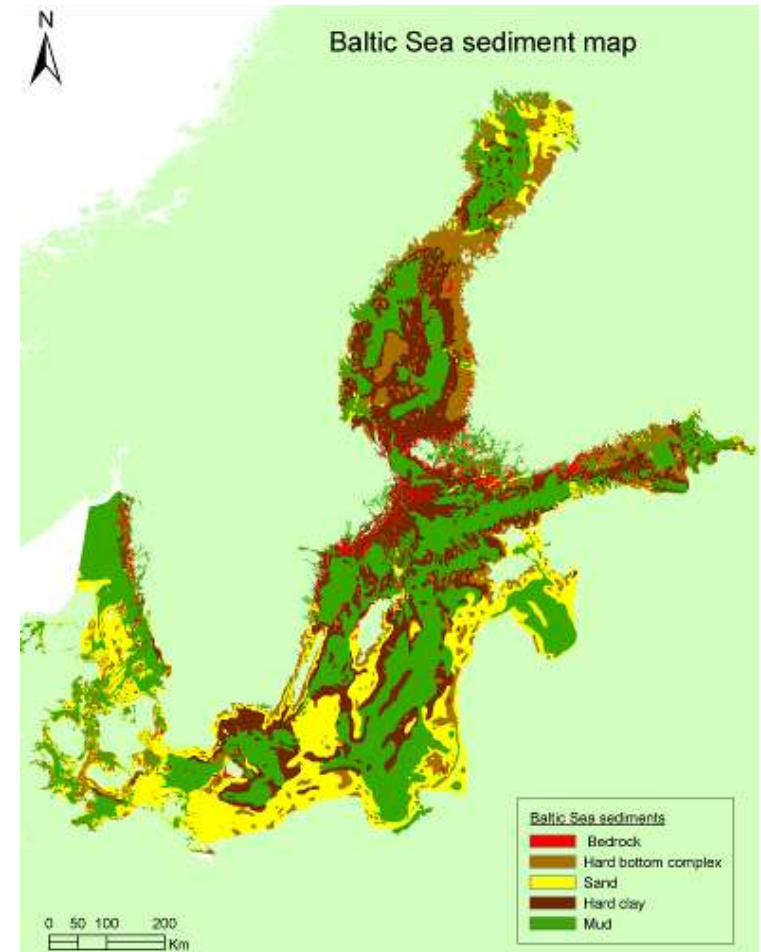 N
Baltic Sea sediment map
Baltic Sea sediments
Bedrock
Hard bottom complex
Sand
Hard clay
Mud
0 50 100 200
Km